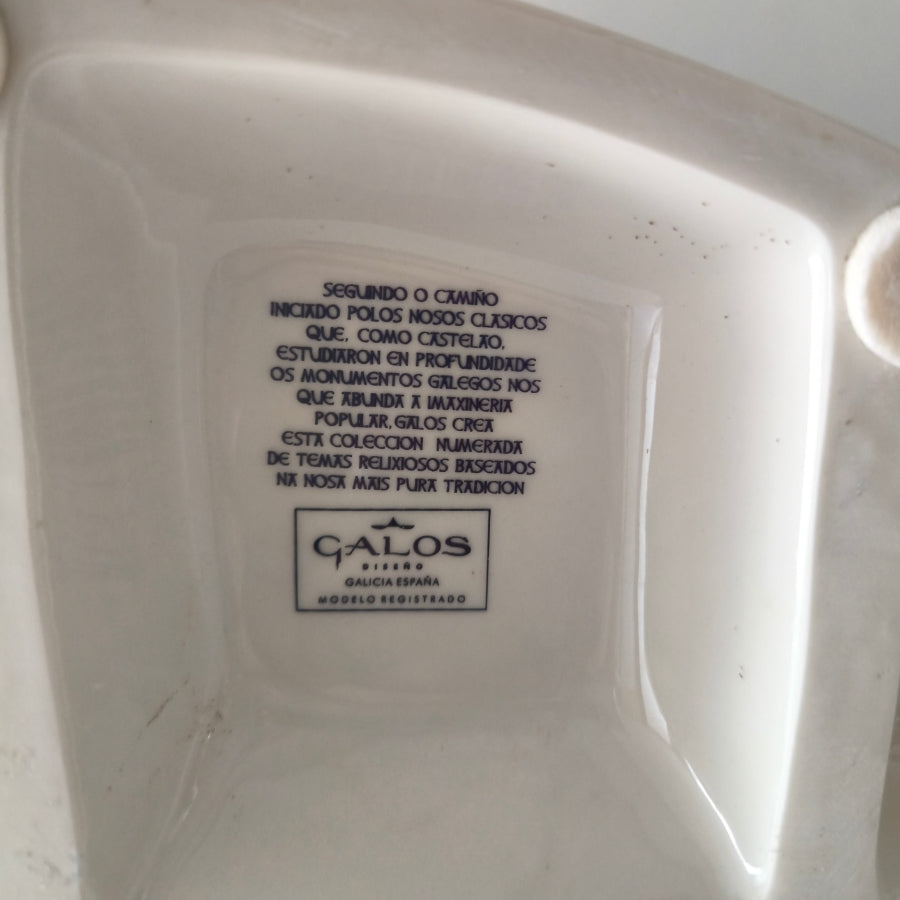 SEGUINDO O CAMIÑO
INICIADO POLOS NOSOS CLASICOS
QUE, COMO CASTELAO,
ESTUDIARON EN PROFUNDIDADE
OS MONUMENTOS GALEGOS NOS
QUE ABUNDA A IMAXINERIA
POPULAR, GALOS CREA
ESTA COLECCION NUMERADA
DE TEMAS RELIXIOSOS BASEADOS
NA NOSA MAIS PURA TRADICION
GALOS
DISEÑO
GALICIA ESPAÑA
MODELO REGISTRADO